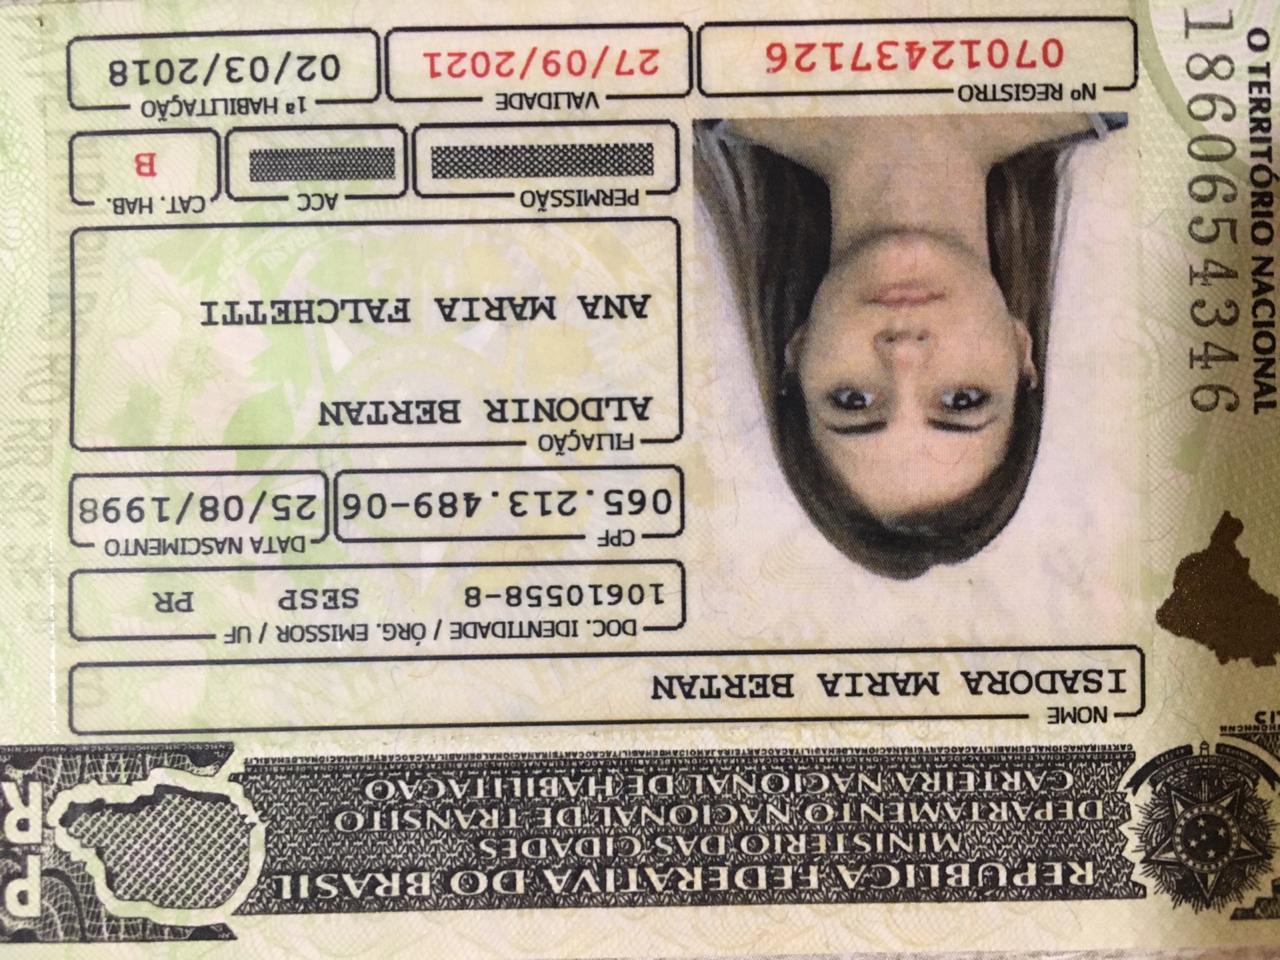 REPÚBLICA FEDERATIVA DO BRASIL
MINISTÉRIO DAS CIDADES
DEPARTAMENTO NACIONAL DE TRANSITO
CARTEIRA NACIONAL DE HABILITAÇÃO
PR
NOME
ISADORA MARIA BERTAN
DOC. IDENTIDADE / ÓRG. EMISSOR / UF
10610558-8 SESP PR
CPF
065.213.489-06
DATA NASCIMENTO
25/08/1998
FILIAÇÃO
ALDONIR BERTAN
ANA MARIA FALCHETTI
PERMISSÃO
ACC
CAT. HAB.
B
Nº REGISTRO
07012437126
VALIDADE
27/09/2021
1ª HABILITAÇÃO
02/03/2018
O TERRITÓRIO NACIONAL
1860654346